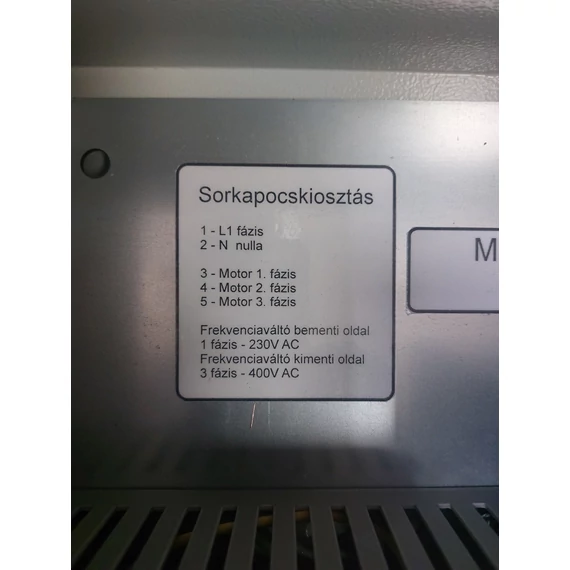 Sorkapocskiosztás
1 - L1 fázis
2 - N nulla
3 - Motor 1. fázis
4 - Motor 2. fázis
5 - Motor 3. fázis
Frekvenciaváltó bementi oldal
1 fázis - 230V AC
Frekvenciaváltó kimenti oldal
3 fázis - 400V AC
M